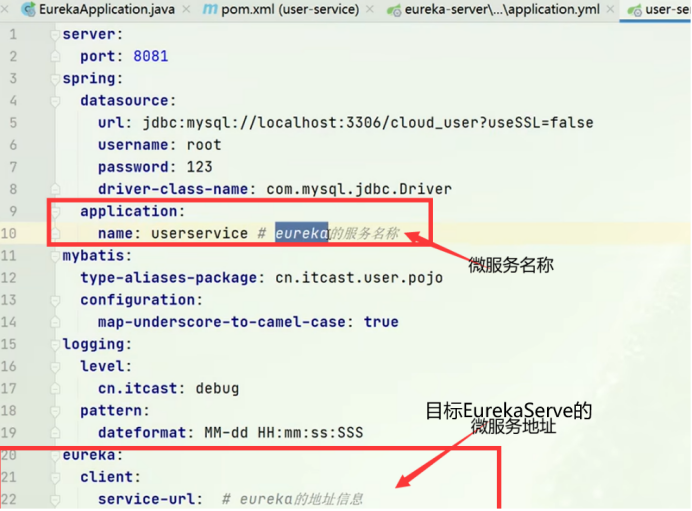 EurekaApplication.java × pom.xml (user-service) × eureka-server\...\application.yml × user-se
1 server:
2 port: 8081
3 spring:
4 datasource:
5 url: jdbc:mysql://localhost:3306/cloud_user?useSSL=false
6 username: root
7 password: 123
8 driver-class-name: com.mysql.jdbc.Driver
9 application:
10 name: userservice # eureka的服务名称
微服务名称
11 mybatis:
12 type-aliases-package: cn.itcast.user.pojo
13 configuration:
14 map-underscore-to-camel-case: true
15 logging:
16 level:
17 cn.itcast: debug
18 pattern:
目标EurekaServe的
微服务地址
19 dateformat: MM-dd HH:mm:ss:SSS
20 eureka:
21 client:
22 service-url: # eureka的地址信息